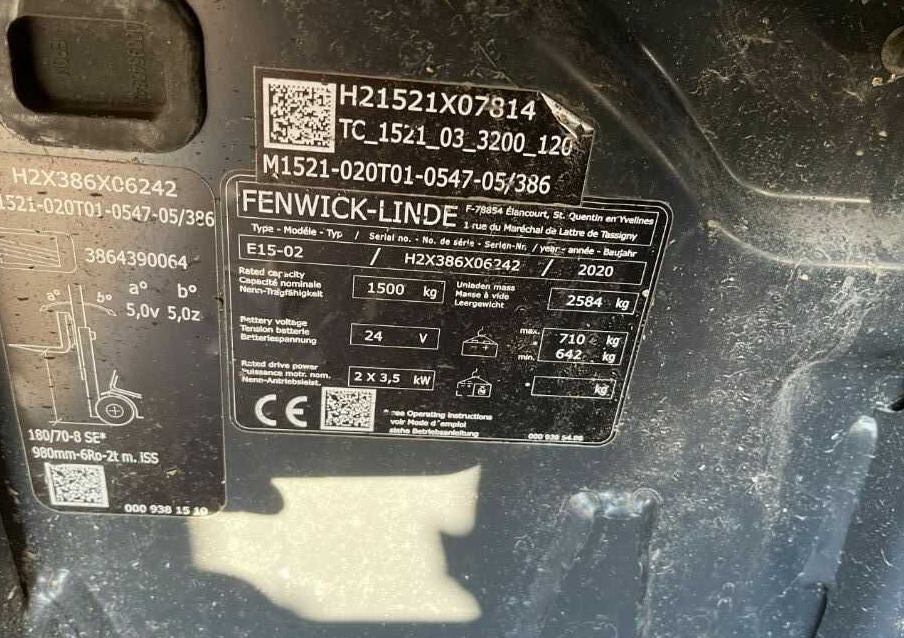 H21521X07814
TC_1521_03_3200_120
M1521-020T01-0547-05/386
H2X386X06242
1521-020T01-0547-05/386
3864390064
a° b°
5,0v 5,0z
a° b°
180/70-8 SE*
980mm-6Ro-2t m. ISS
000 938 15 10
FENWICK-LINDE
F-78854 Élancourt, St. Quentin en Yvelines
1 rue du Maréchal de Lattre de Tassigny
Type - Modéle - Typ / Serial no. - No. de série - Serien-Nr. / year - année - Baujahr
E15-02 / H2X386X06242 / 2020
Rated capacity
Capacité nominale
Nenn-Tragfähigkeit
1500 kg
Unladen mass
Masse à vide
Leergewicht
2584 kg
Battery voltage
Tension batterie
Batteriespannung
24 V
max. 710 kg
min. 642 kg
Rated drive power
Puissance motr. nom.
Nenn-Antriebsleist.
2 X 3,5 kW
kg
CE
* see Operating instructions
voir Mode d'emploi
siehe Betriebsanleitung